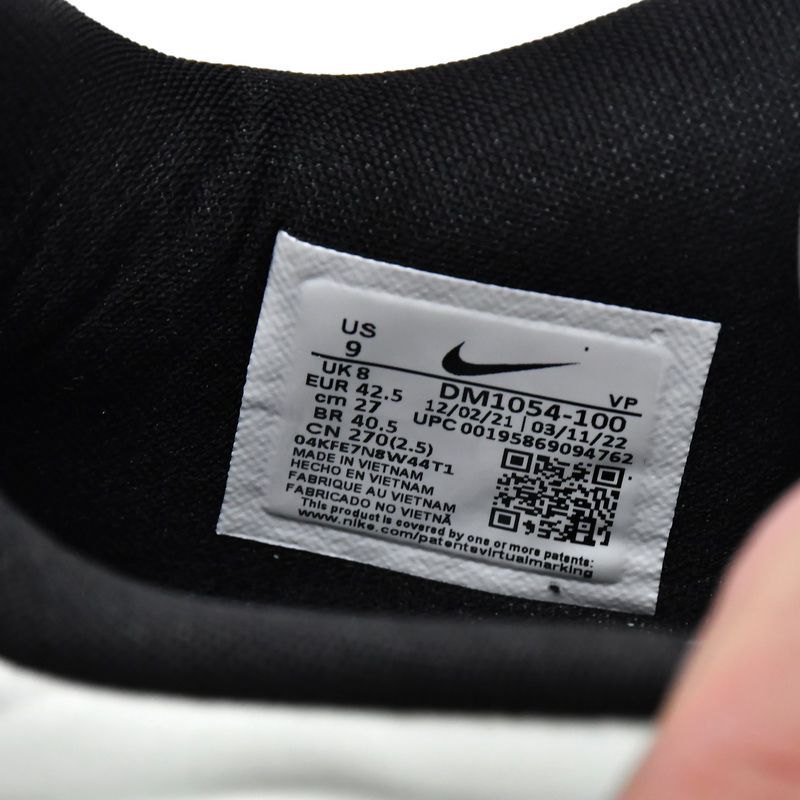 US
9
VP
UK 8
EUR 42.5
cm 27
BR 40.5
CN 270(2.5)
DM1054-100
12/02/21 | 03/11/22
UPC 00195869094762
04KFE7N8W44T1
MADE IN VIETNAM
HECHO EN VIETNAM
FABRIQUE AU VIETNAM
FABRICADO NO VIETNÃ
This product is covered by one or more patents:
www.nike.com/patentsvirtualmarking